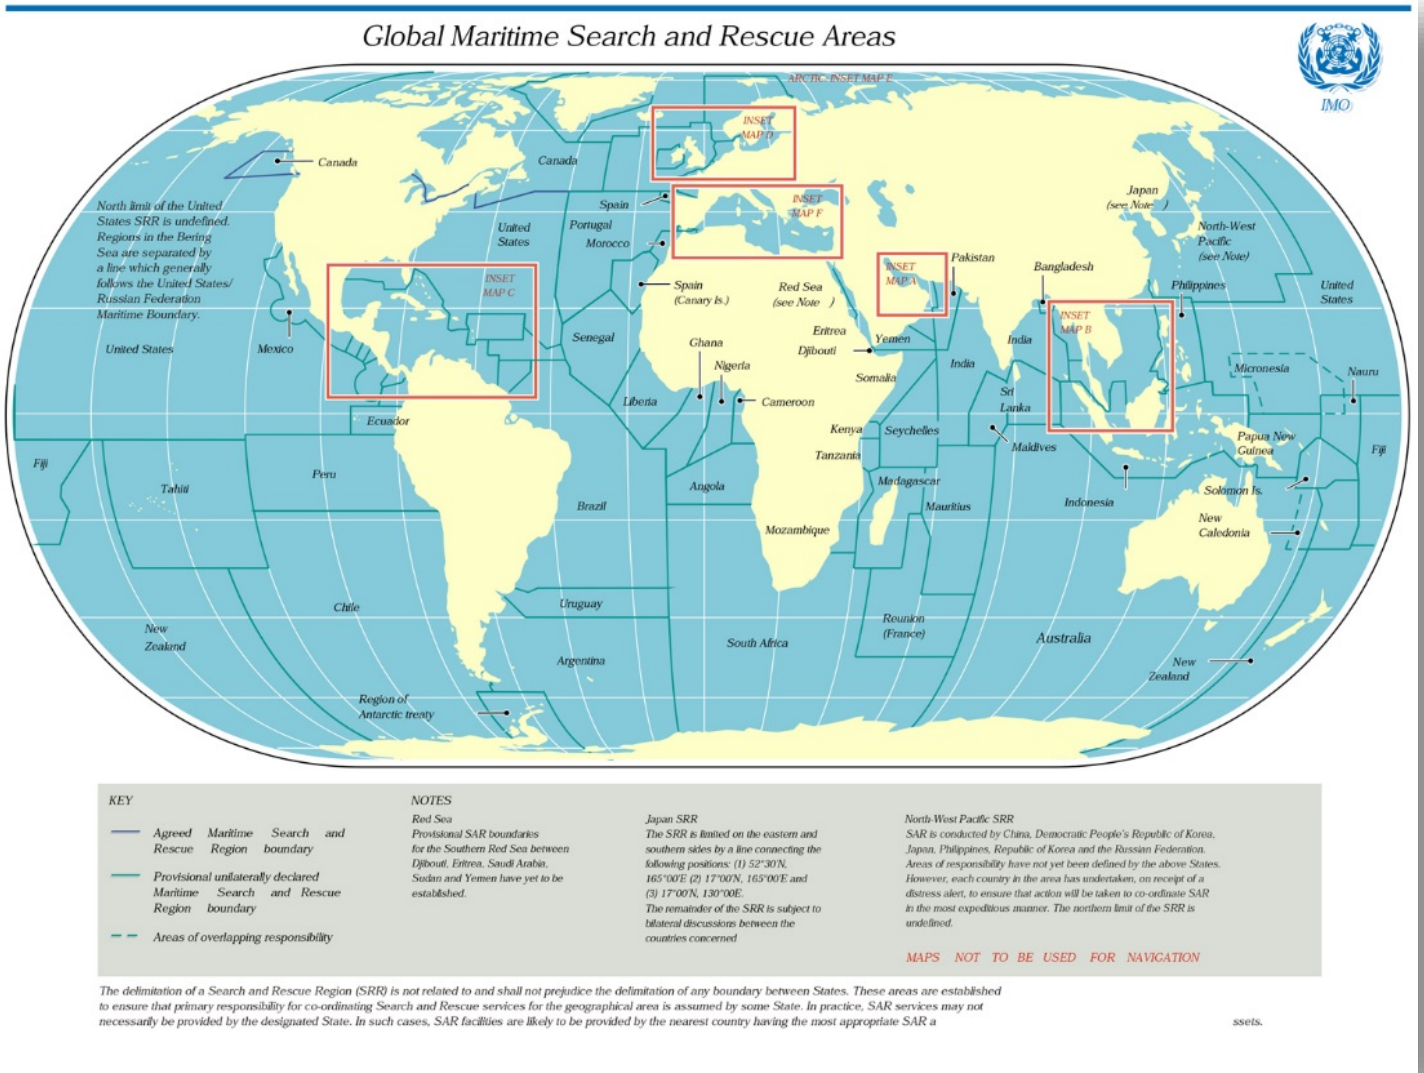 Global Maritime Search and Rescue Areas
IMO
ARCTIC INSET MAP E
INSET
MAP D
Canada
Canada
North limit of the United
States SRR is undefined.
Regions in the Bering
Sea are separated by
a line which generally
follows the United States/
Russian Federation
Maritime Boundary.
United
States
Spain
Portugal
Morocco
INSET
MAP F
Japan
(see Note )
North-West
Pacific
(see Note)
INSET
MAP C
Spain
(Canary Is.)
Red Sea
(see Note )
INSET
MAP A
Pakistan
Bangladesh
Philippines
United
States
INSET
MAP B
United States
Mexico
Senegal
Ghana
Nigeria
Eritrea
Djibouti
Yemen
Somalia
India
India
Micronesia
Nauru
Liberia
Cameroon
Sri
Lanka
Ecuador
Kenya
Seychelles
Maldives
Tanzania
Papua New
Guinea
Fiji
Fiji
Tahiti
Peru
Brazil
Angola
Madagascar
Mauritius
Indonesia
Solomon Is.
Mozambique
New
Caledonia
Chile
Uruguay
New
Zealand
South Africa
Reunion
(France)
Australia
Argentina
New
Zealand
Region of
Antarctic treaty
KEY
Agreed Maritime Search and
Rescue Region boundary
Provisional unilaterally declared
Maritime Search and Rescue
Region boundary
Areas of overlapping responsibility
NOTES
Red Sea
Provisional SAR boundaries
for the Southern Red Sea between
Djibouti, Eritrea, Saudi Arabia,
Sudan and Yemen have yet to be
established.
Japan SRR
The SRR is limited on the eastern and
southern sides by a line connecting the
following positions: (1) 52°30'N,
165°00'E (2) 17°00'N, 165°00'E and
(3) 17°00'N, 130°00E.
The remainder of the SRR is subject to
bilateral discussions between the
countries concerned
North-West Pacific SRR
SAR is conducted by China, Democratic People's Republic of Korea,
Japan, Philippines, Republic of Korea and the Russian Federation.
Areas of responsibility have not yet been defined by the above States.
However, each country in the area has undertaken, on receipt of a
distress alert, to ensure that action will be taken to co-ordinate SAR
in the most expeditious manner. The northern limit of the SRR is
undefined.
MAPS NOT TO BE USED FOR NAVIGATION
The delimitation of a Search and Rescue Region (SRR) is not related to and shall not prejudice the delimitation of any boundary between States. These areas are established
to ensure that primary responsibility for co-ordinating Search and Rescue services for the geographical area is assumed by some State. In practice, SAR services may not
necessarily be provided by the designated State. In such cases, SAR facilities are likely to be provided by the nearest country having the most appropriate SAR a ssets.